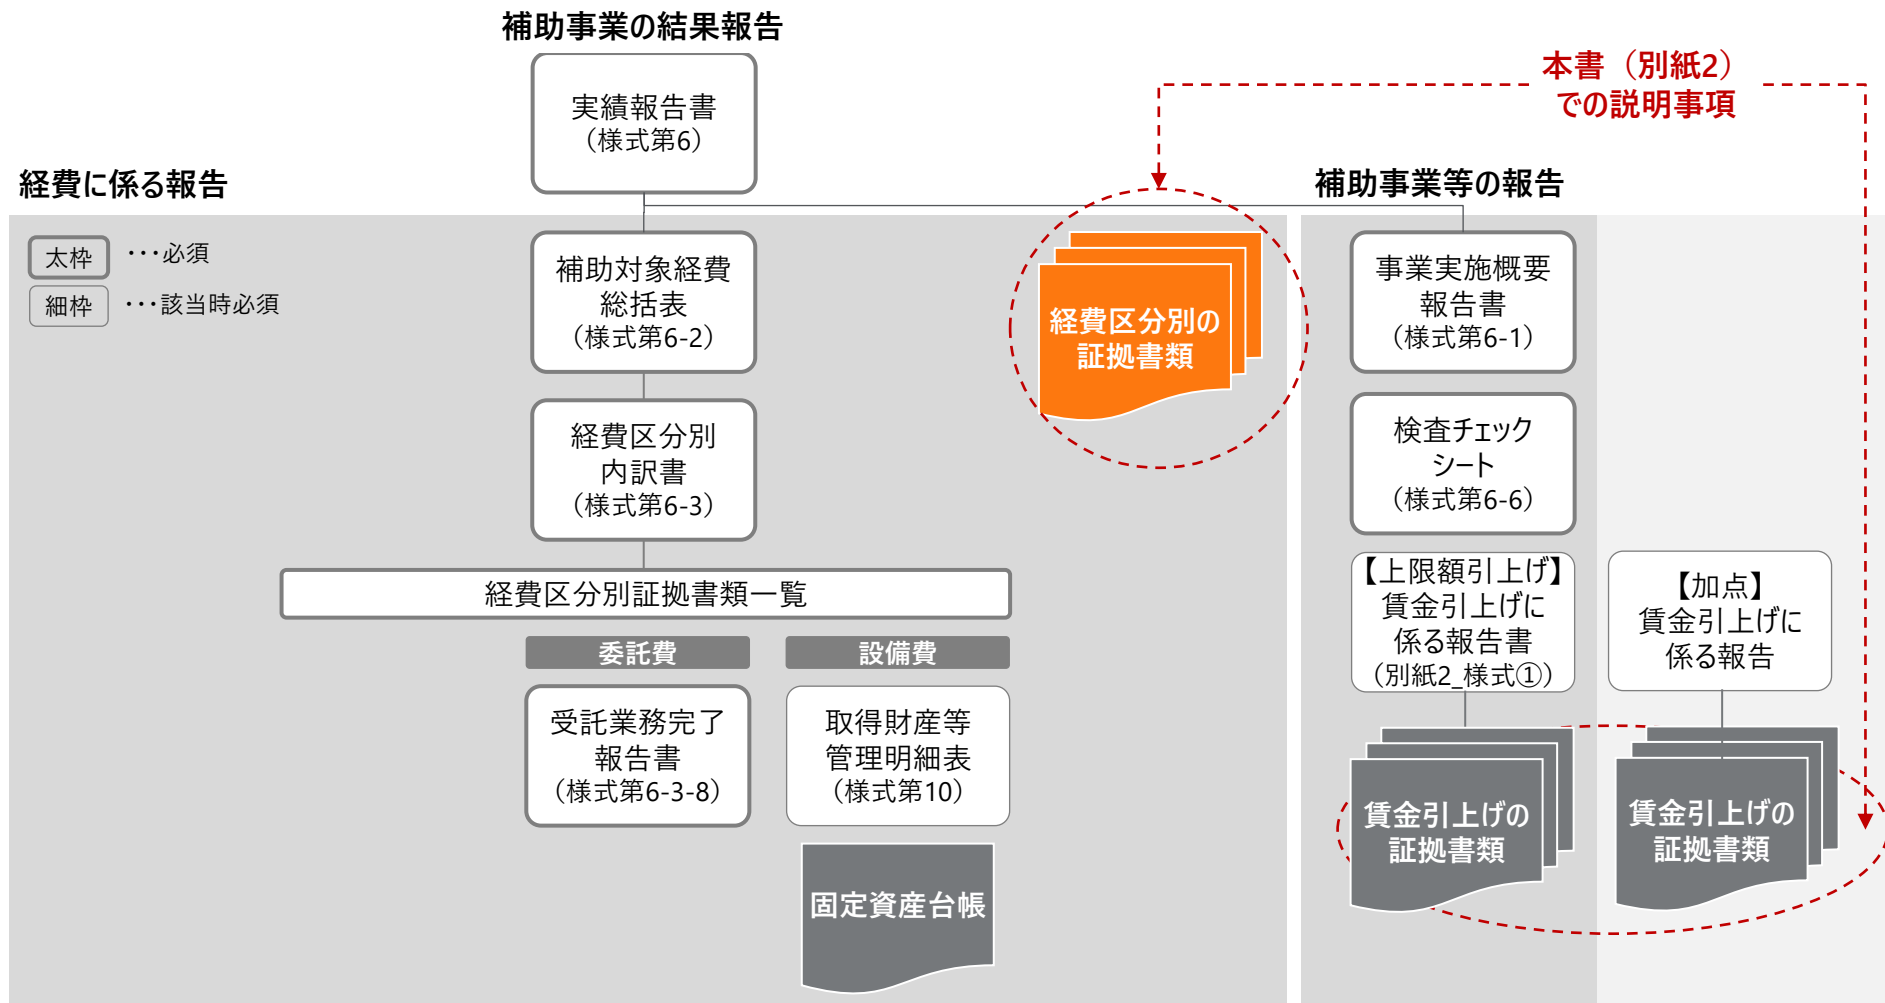 補助事業の結果報告
実績報告書
（様式第6）
本書（別紙2）
での説明事項
経費に係る報告
太枠 ･･･必須
細枠 ･･･該当時必須
補助対象経費
総括表
（様式第6-2）
経費区分別
内訳書
（様式第6-3）
経費区分別証拠書類一覧
委託費
受託業務完了
報告書
（様式第6-3-8）
設備費
取得財産等
管理明細表
（様式第10）
固定資産台帳
経費区分別の
証拠書類
補助事業等の報告
事業実施概要
報告書
（様式第6-1）
検査チェック
シート
（様式第6-6）
【上限額引上げ】
賃金引上げに
係る報告書
（別紙2_様式①）
賃金引上げの
証拠書類
【加点】
賃金引上げに
係る報告
賃金引上げの
証拠書類